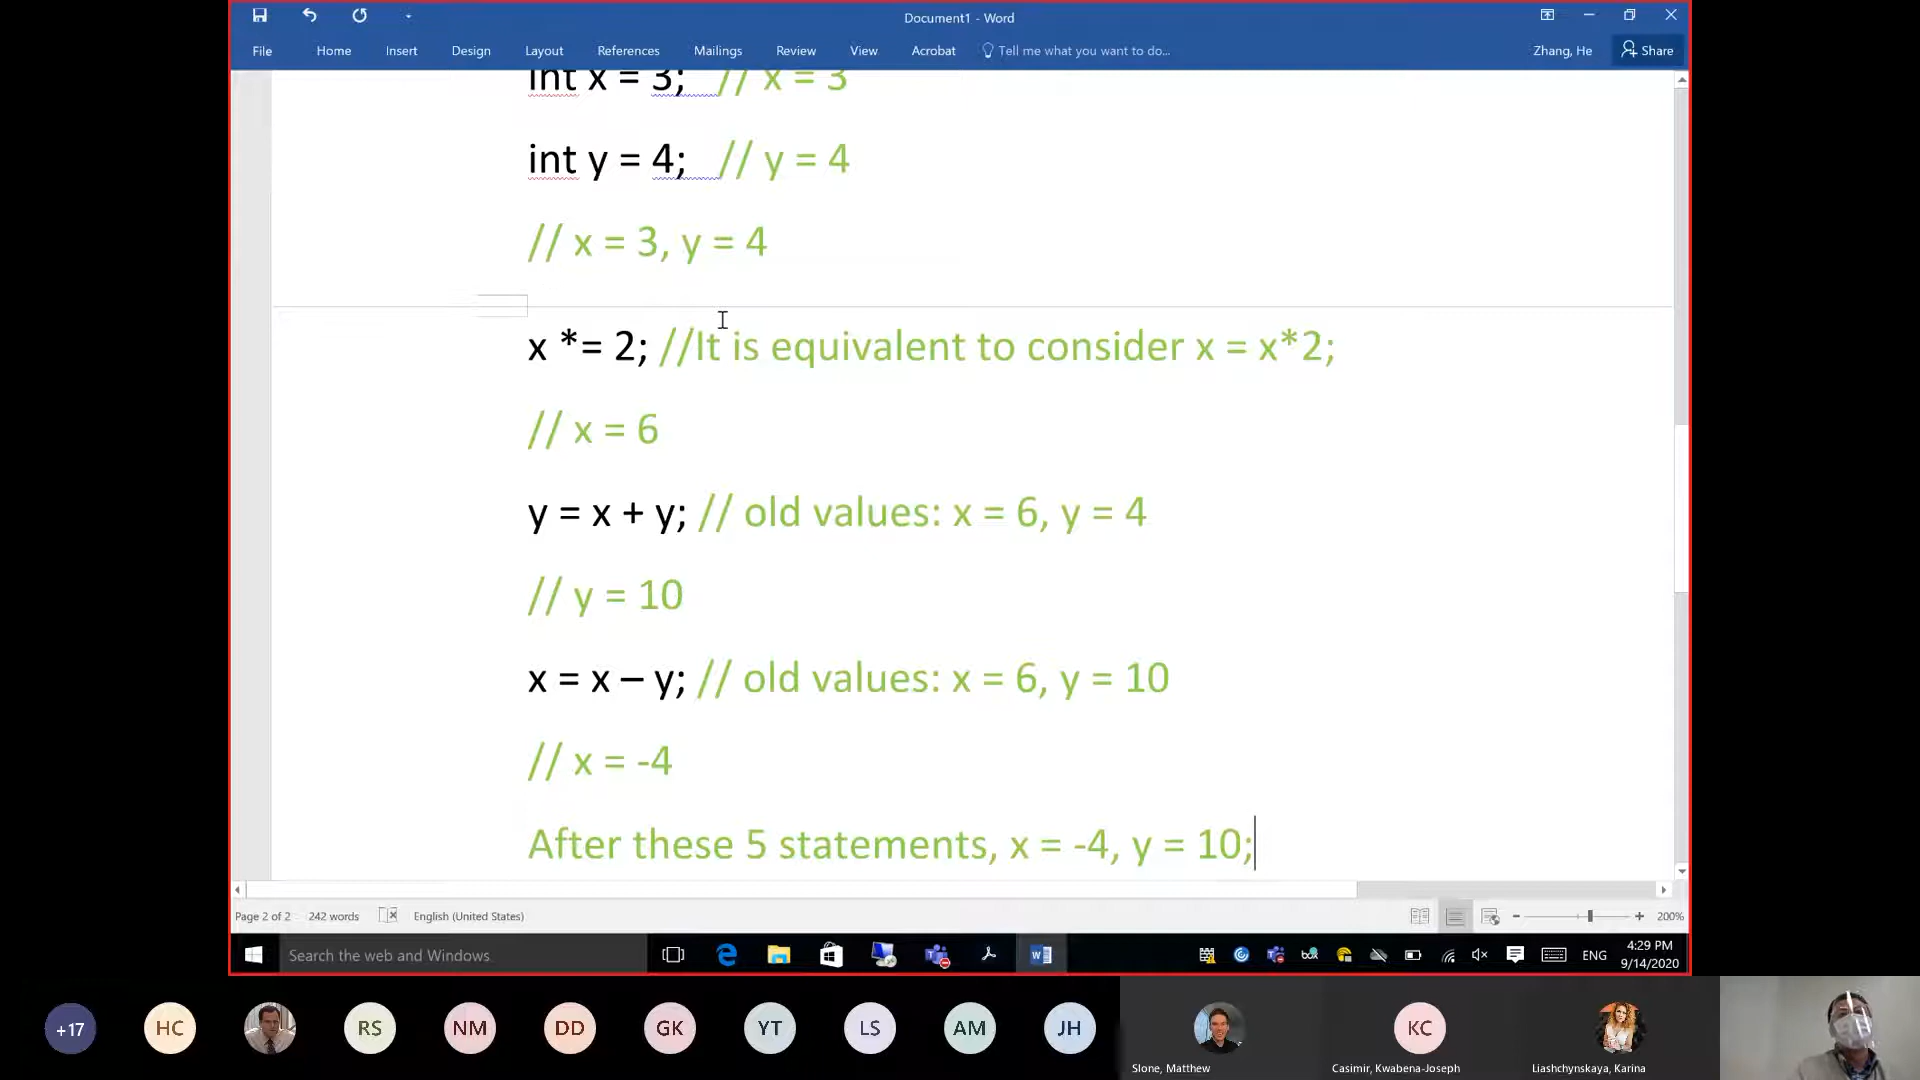 Document1 - Word
File Home Insert Design Layout References Mailings Review View Acrobat Tell me what you want to do... Zhang, He Share
int x = 3; // x = 3
int y = 4; // y = 4
// x = 3, y = 4
x *= 2; //It is equivalent to consider x = x*2;
// x = 6
y = x + y; // old values: x = 6, y = 4
// y = 10
x = x – y; // old values: x = 6, y = 10
// x = -4
After these 5 statements, x = -4, y = 10;
Page 2 of 2 242 words English (United States) 200%
Search the web and Windows ENG 4:29 PM
9/14/2020
+17 HC RS NM DD GK YT LS AM JH KC
Slone, Matthew Casimir, Kwabena-Joseph Liashchynskaya, Karina